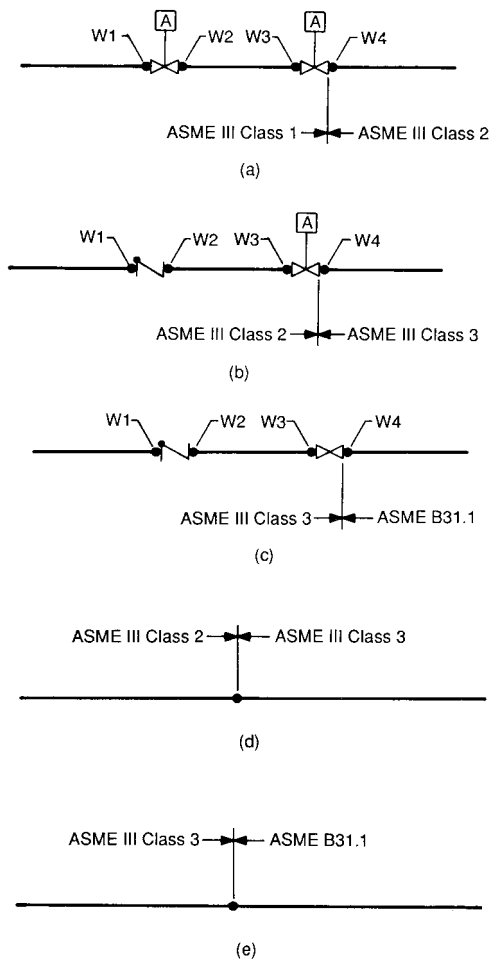 A A
W1 W2 W3 W4
ASME III Class 1 ASME III Class 2
(a)
A
W1 W2 W3 W4
ASME III Class 2 ASME III Class 3
(b)
W1 W2 W3 W4
ASME III Class 3 ASME B31.1
(c)
ASME III Class 2 ASME III Class 3
(d)
ASME III Class 3 ASME B31.1
(e)